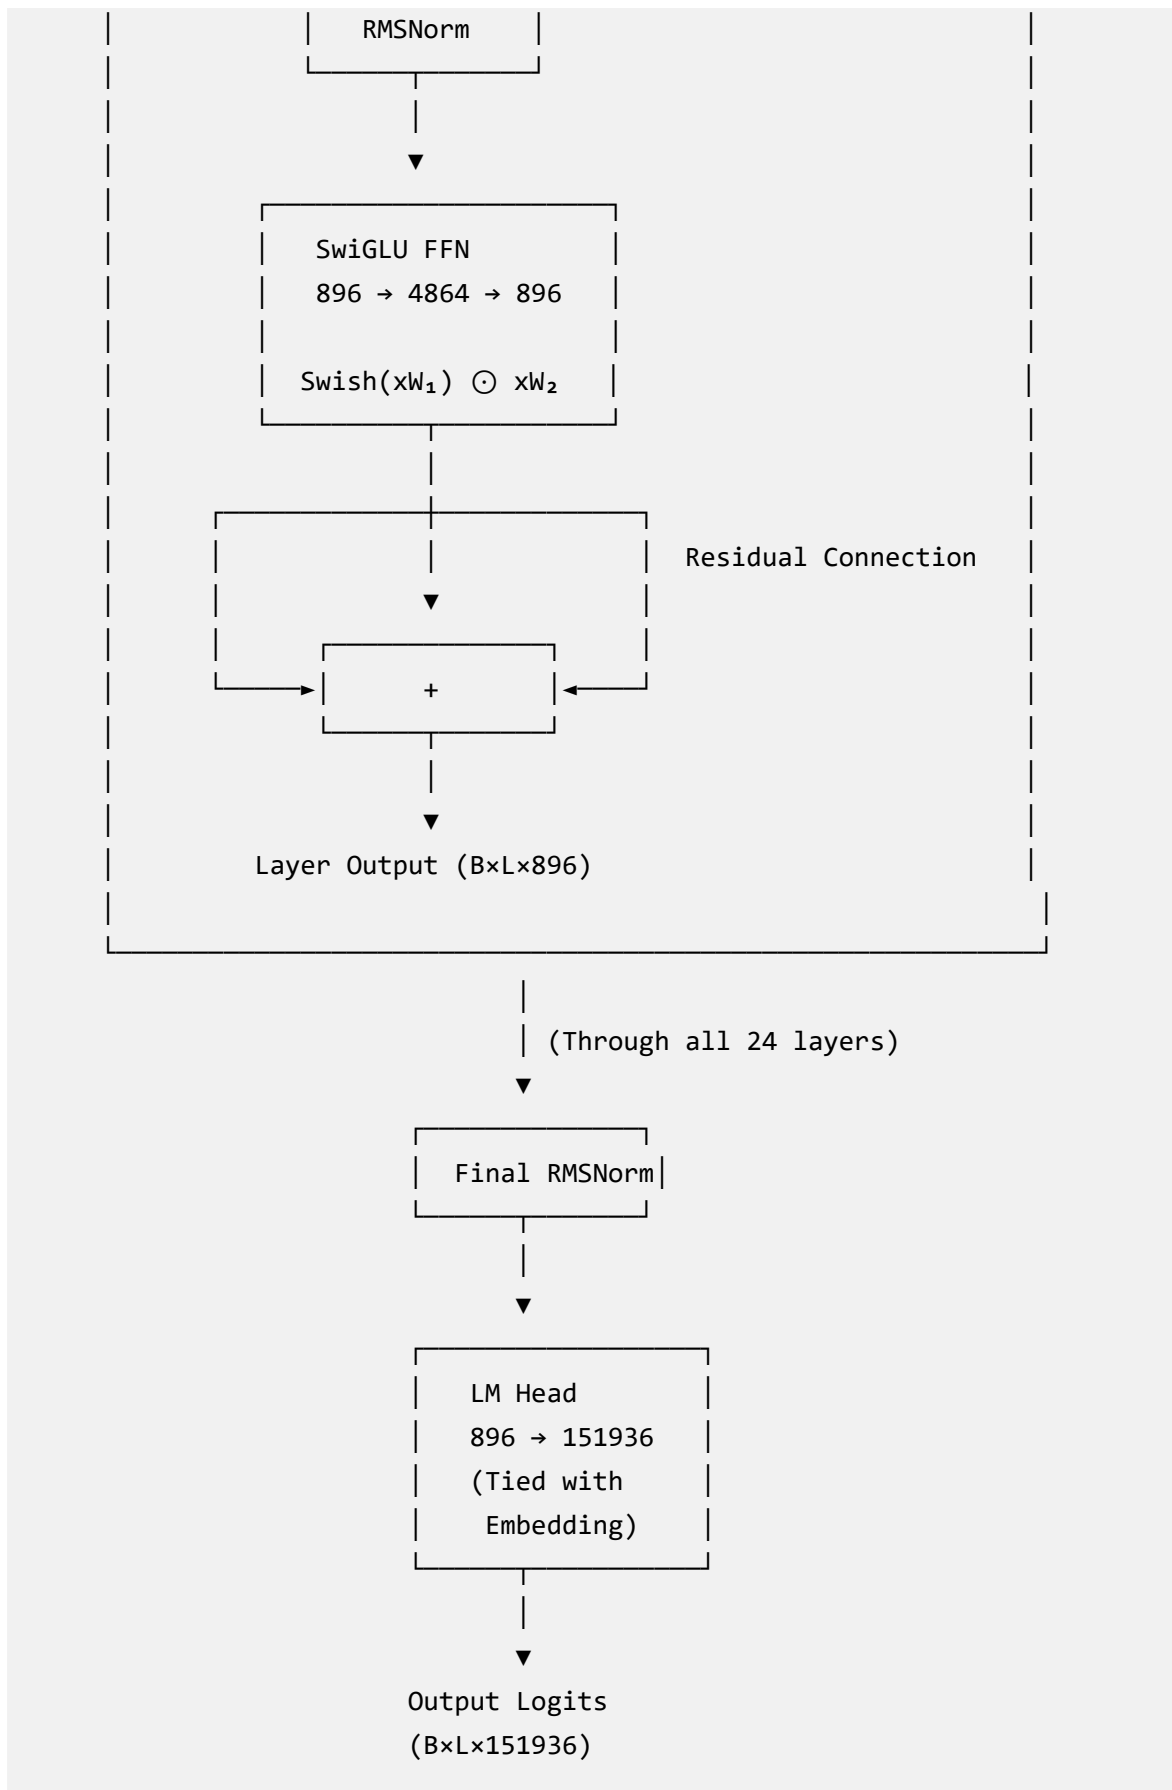 RMSNorm
SwiGLU FFN
896 → 4864 → 896
Swish(xW₁) ⊙ xW₂
Residual Connection
+
Layer Output (B×L×896)
(Through all 24 layers)
Final RMSNorm
LM Head
896 → 151936
(Tied with
Embedding)
Output Logits
(B×L×151936)